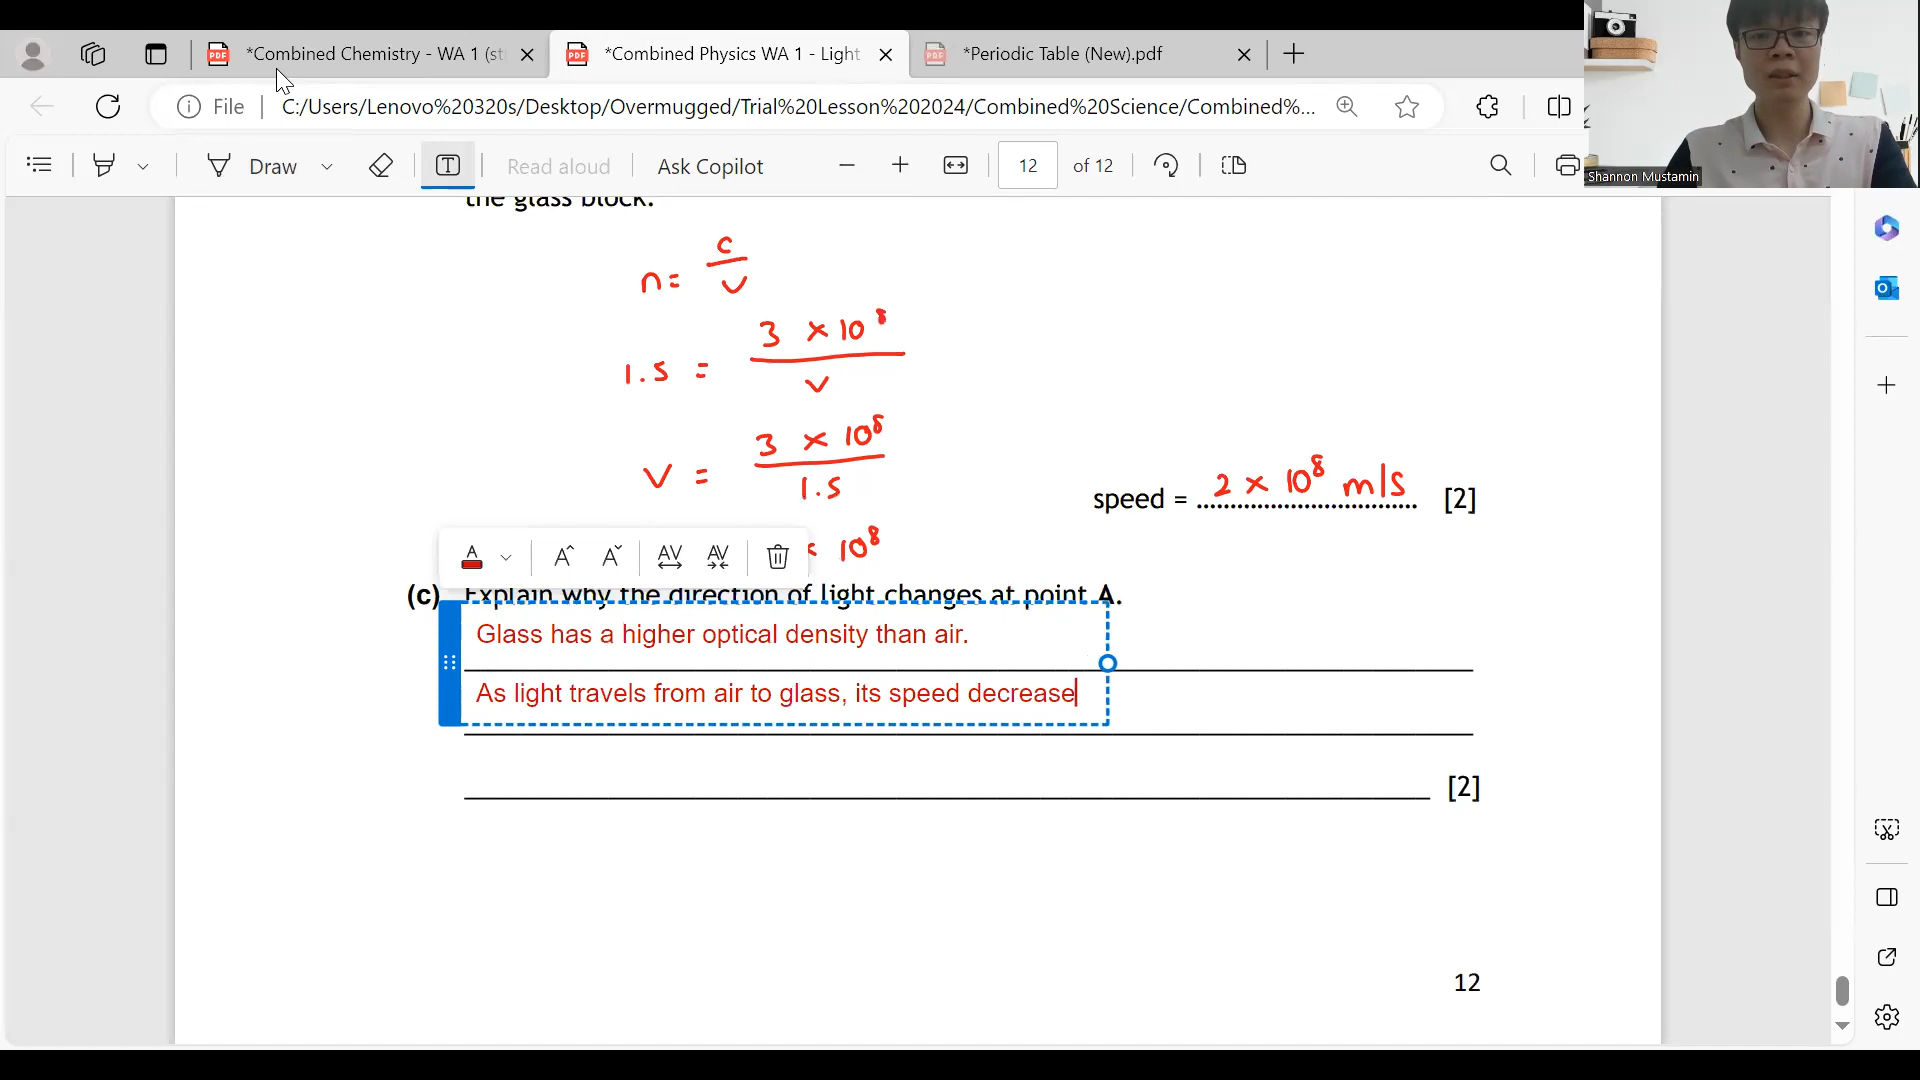 *Combined Chemistry - WA 1 (st
*Combined Physics WA 1 - Light
*Periodic Table (New).pdf
File
C:/Users/Lenovo%20320s/Desktop/Overmugged/Trial%20Lesson%202024/Combined%20Science/Combined%...
Draw
Read aloud
Ask Copilot
12 of 12
Shannon Mustamin
the glass block.
n = c / v
1.5 = 3 × 10⁸ / v
v = 3 × 10⁸ / 1.5
speed = 2 × 10⁸ m/s [2]
× 10⁸
(c) Explain why the direction of light changes at point A.
Glass has a higher optical density than air.
As light travels from air to glass, its speed decrease
[2]
12